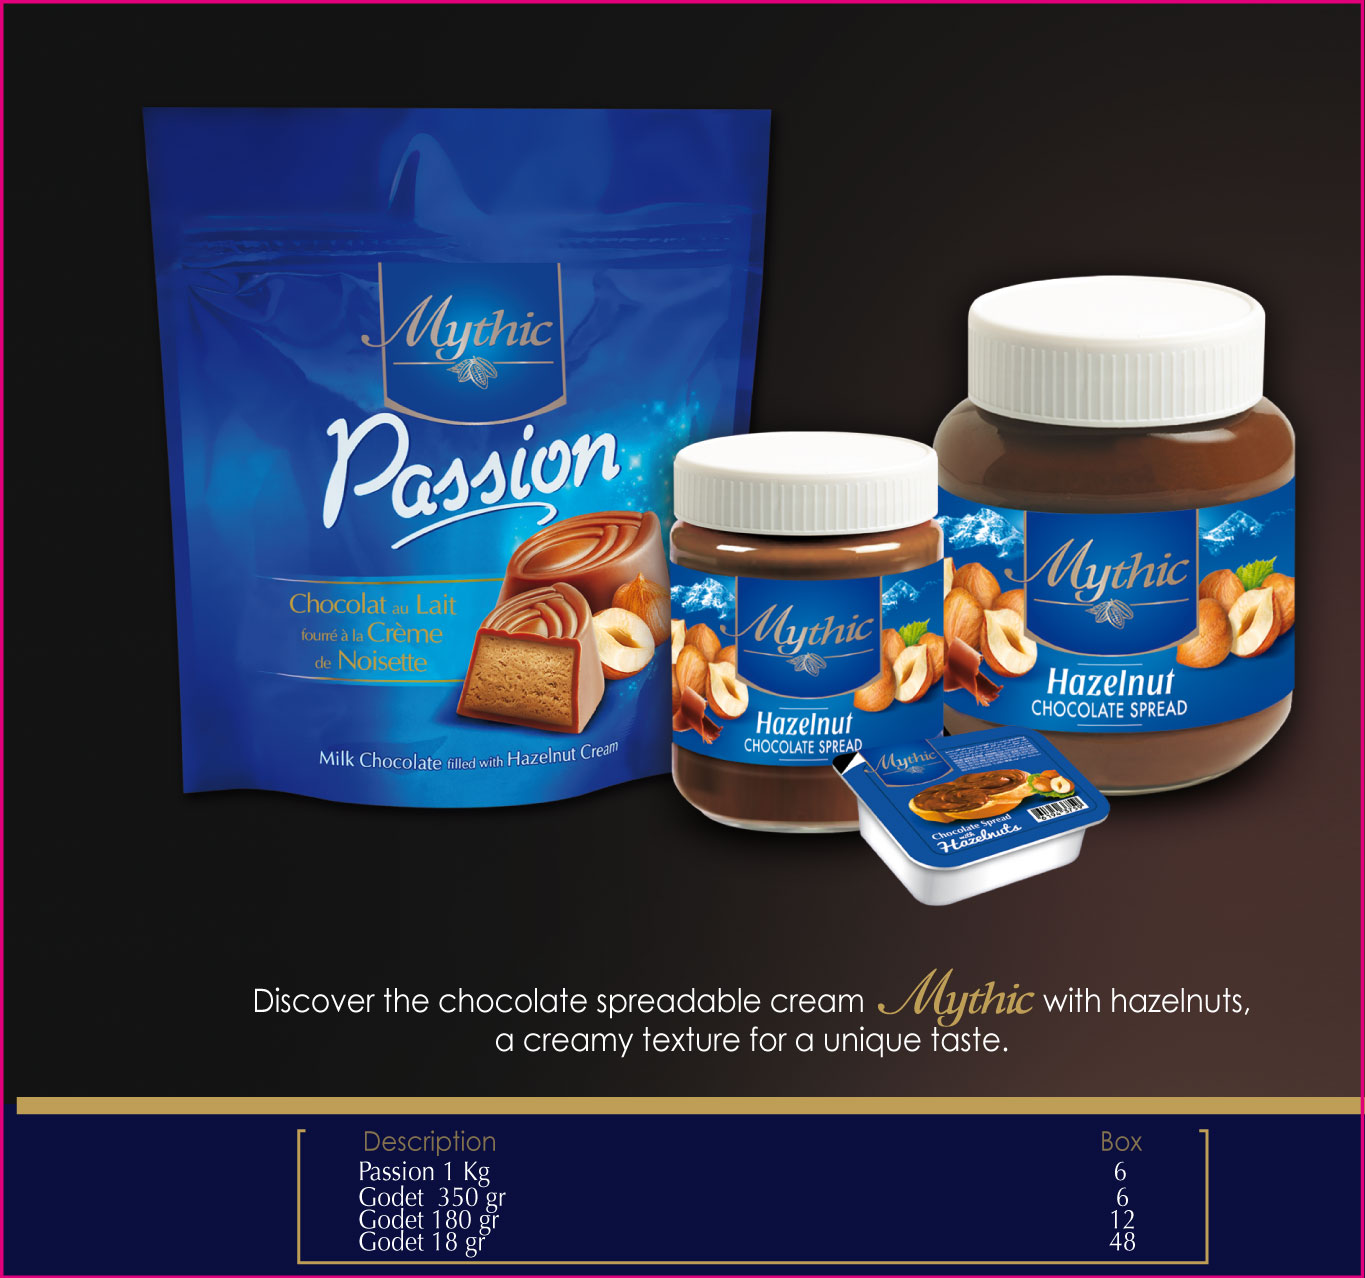 Mythic
Passion
Chocolat au Lait
fourré à la Crème
de Noisette
Milk Chocolate filled with Hazelnut Cream
Mythic
Hazelnut
CHOCOLATE SPREAD
Mythic
Hazelnut
CHOCOLATE SPREAD
Mythic
Chocolate Spread
with
Hazelnuts
Discover the chocolate spreadable cream Mythic with hazelnuts,
a creamy texture for a unique taste.
Description Box
Passion 1 Kg 6
Godet 350 gr 6
Godet 180 gr 12
Godet 18 gr 48